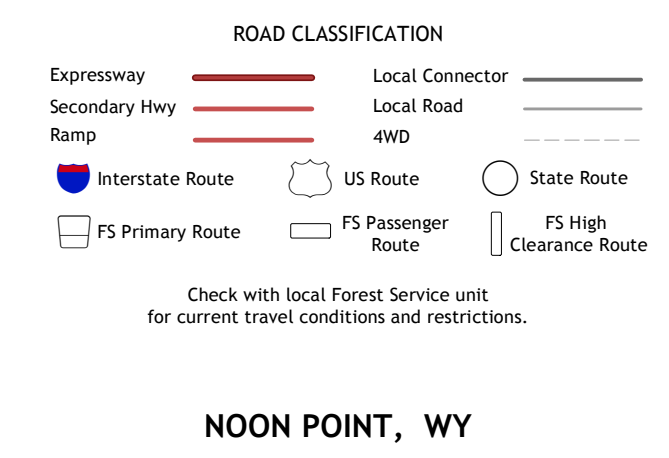 ROAD CLASSIFICATION
Expressway
Local Connector
Secondary Hwy
Local Road
Ramp
4WD
Interstate Route
US Route
State Route
FS Primary Route
FS Passenger
Route
FS High
Clearance Route
Check with local Forest Service unit
for current travel conditions and restrictions.
NOON POINT, WY